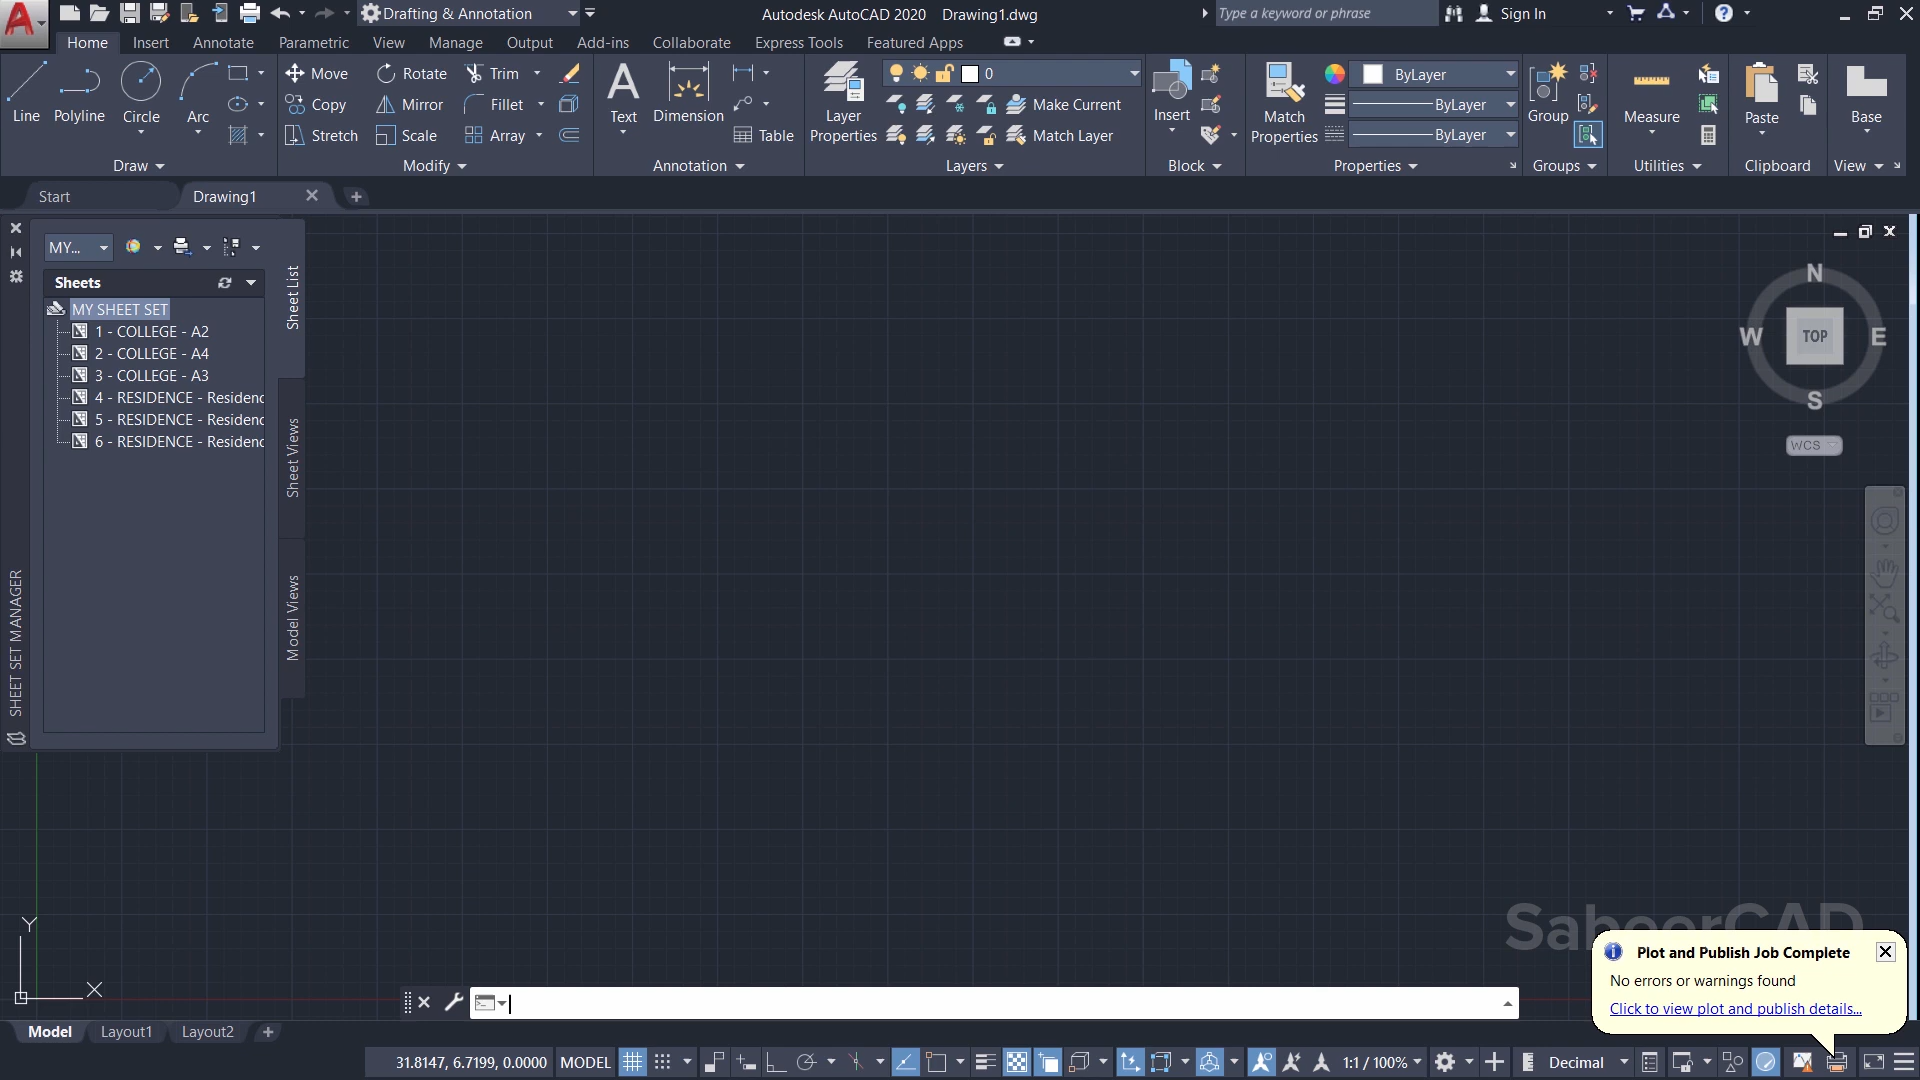 Drafting & Annotation
Autodesk AutoCAD 2020 Drawing1.dwg
Type a keyword or phrase
Sign In
Home Insert Annotate Parametric View Manage Output Add-ins Collaborate Express Tools Featured Apps
Line
Polyline
Circle
Arc
Move
Copy
Stretch
Rotate
Mirror
Scale
Trim
Fillet
Array
Text
Dimension
Table
Layer
Properties
0
Make Current
Match Layer
Insert
Match
Properties
ByLayer
ByLayer
ByLayer
Group
Measure
Paste
Base
Draw Modify Annotation Layers Block Properties Groups Utilities Clipboard View
Start Drawing1
MY...
Sheets
MY SHEET SET
1 - COLLEGE - A2
2 - COLLEGE - A4
3 - COLLEGE - A3
4 - RESIDENCE - Residenc
5 - RESIDENCE - Residenc
6 - RESIDENCE - Residenc
Sheet List
Sheet Views
Model Views
SHEET SET MANAGER
N
W TOP E
S
WCS
Y
X
SabeerCAD
Plot and Publish Job Complete
No errors or warnings found
Click to view plot and publish details...
Model Layout1 Layout2
31.8147, 6.7199, 0.0000 MODEL 1:1 / 100% Decimal